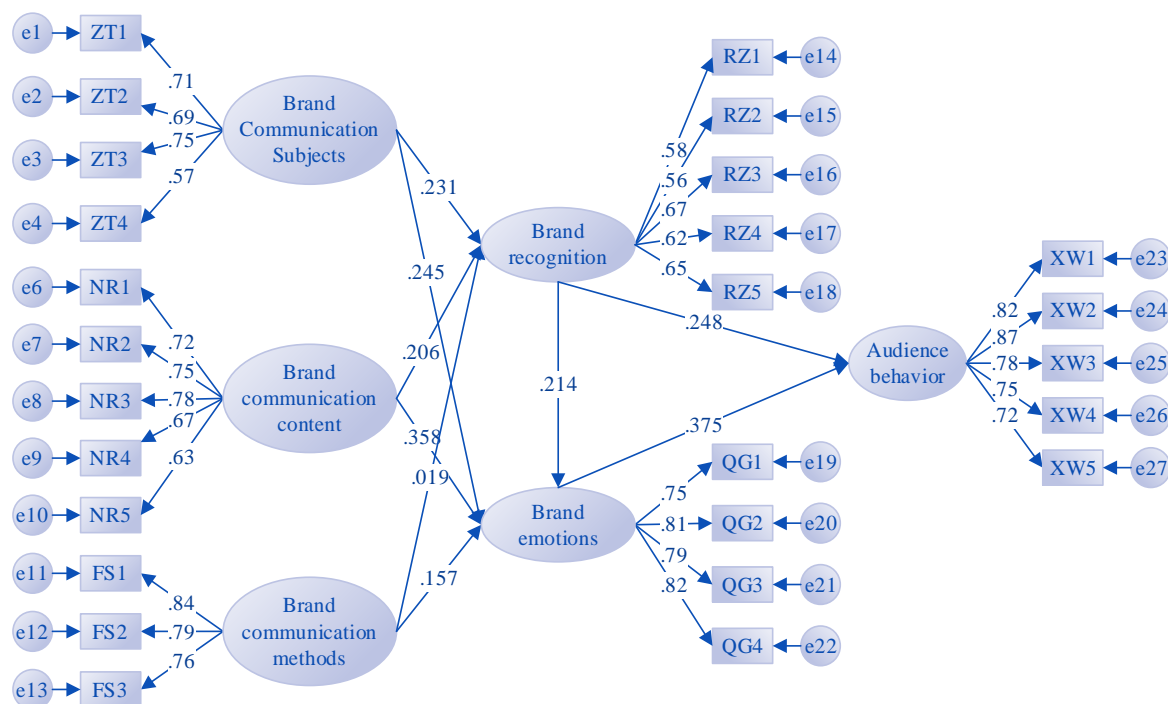 e1
ZT1
e2
ZT2
e3
ZT3
e4
ZT4
.71
.69
.75
.57
Brand
Communication
Subjects
e6
NR1
e7
NR2
e8
NR3
e9
NR4
e10
NR5
.72
.75
.78
.67
.63
Brand
communication
content
e11
FS1
e12
FS2
e13
FS3
.84
.79
.76
Brand
communication
methods
.231
.245
.206
.358
.019
.157
Brand
recognition
.214
Brand
emotions
.58
.56
.67
.62
.65
RZ1
e14
RZ2
e15
RZ3
e16
RZ4
e17
RZ5
e18
.248
.375
.75
.81
.79
.82
QG1
e19
QG2
e20
QG3
e21
QG4
e22
Audience
behavior
.82
.87
.78
.75
.72
XW1
e23
XW2
e24
XW3
e25
XW4
e26
XW5
e27